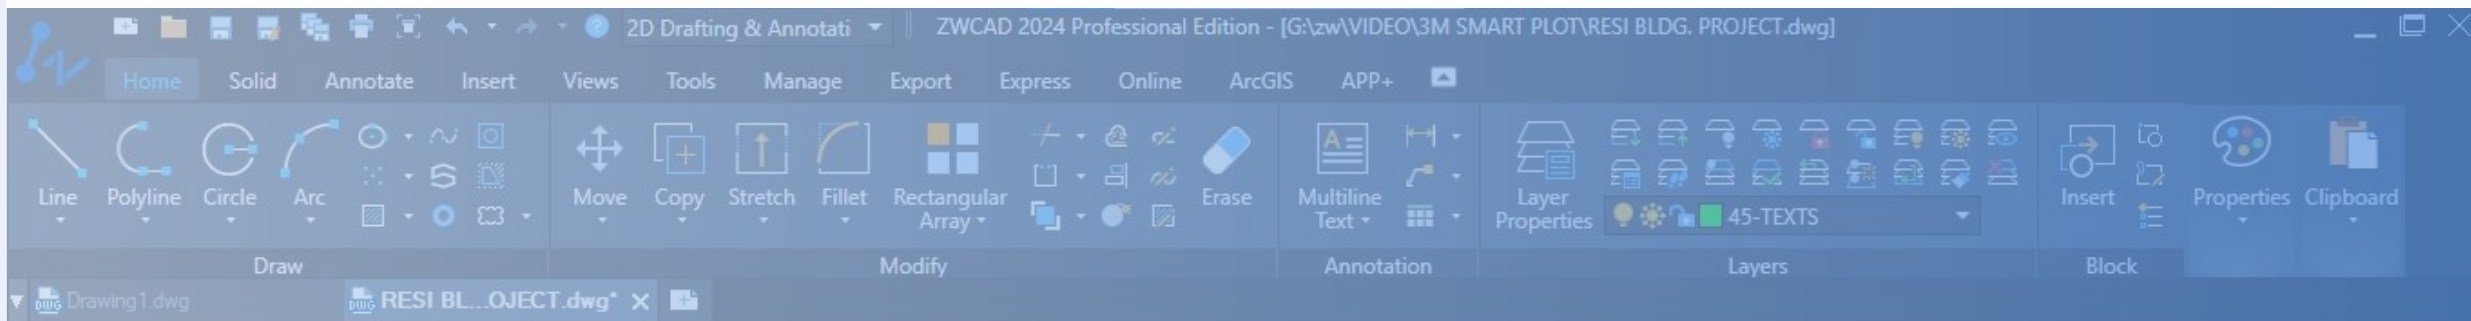 2D Drafting & Annotati
ZWCAD 2024 Professional Edition - [G:\zw\VIDEO\3M SMART PLOT\RESI BLDG. PROJECT.dwg]
Home Solid Annotate Insert Views Tools Manage Export Express Online ArcGIS APP+
Line Polyline Circle Arc
Move Copy Stretch Fillet Rectangular Array Erase
Multiline Text
Layer Properties
45-TEXTS
Insert
Properties Clipboard
Draw Modify Annotation Layers Block
Drawing1.dwg
RESI BL...OJECT.dwg*